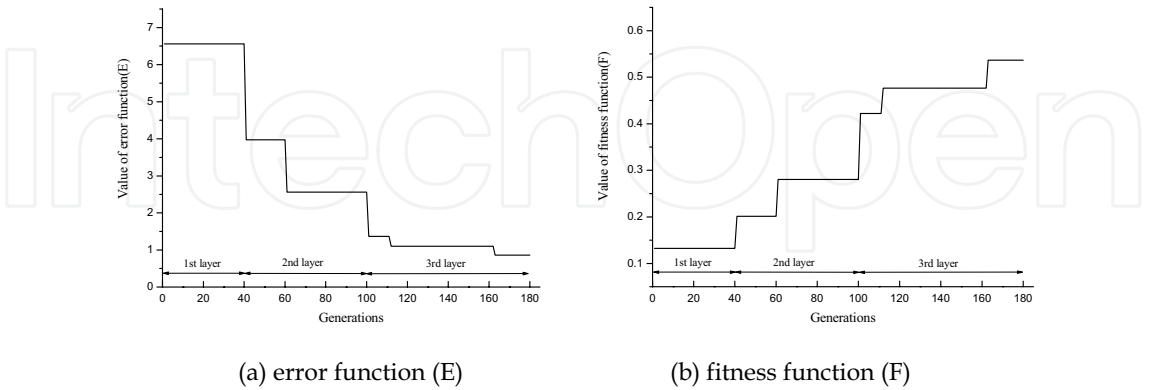 IntechOpen
7
6
5
4
3
2
1
0
Value of error function(E)
1st layer
2nd layer
3rd layer
0 20 40 60 80 100 120 140 160 180
Generations
0.6
0.5
0.4
0.3
0.2
0.1
Value of fitness function(F)
1st layer
2nd layer
3rd layer
0 20 40 60 80 100 120 140 160 180
Generations
(a) error function (E)
(b) fitness function (F)